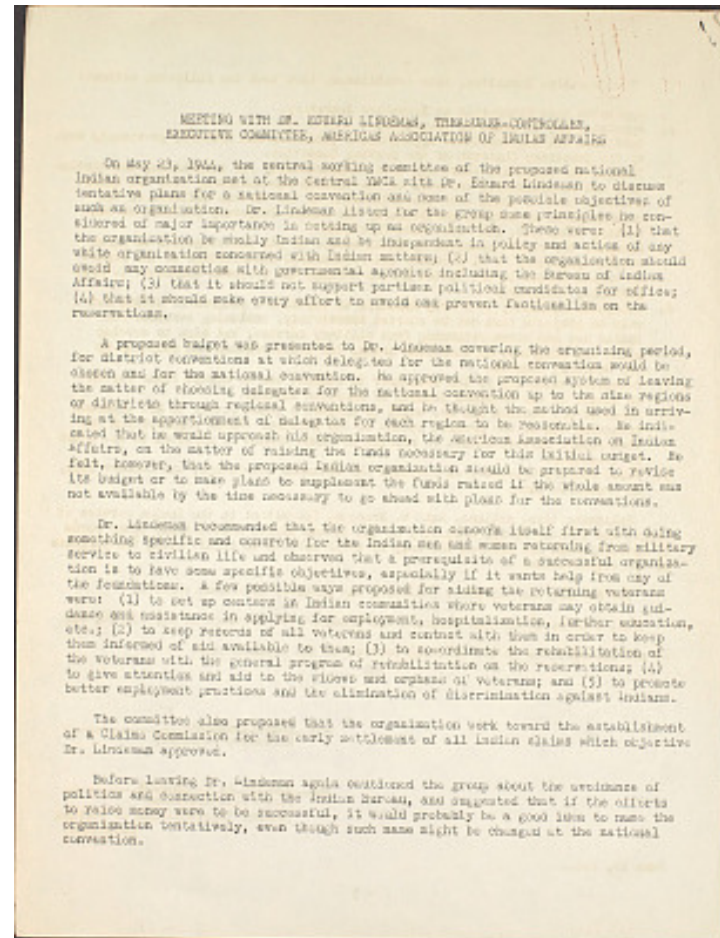 MEETING WITH DR. EDUARD LINDEMAN, TREASURER-CONTROLLER,
EXECUTIVE COMMITTEE, AMERICAN ASSOCIATION OF INDIAN AFFAIRS
On May 23, 1944, the central working committee of the proposed national
Indian organization met at the Central YMCA with Dr. Eduard Lindeman to discuss
tentative plans for a national convention and some of the possible objectives of
such an organization. Dr. Lindeman listed for the group some principles he con-
sidered of major importance in setting up an organization. These were: (1) that
the organization be wholly Indian and be independent in policy and action of any
white organization concerned with Indian matters; (2) that the organization should
avoid any connection with governmental agencies including the Bureau of Indian
Affairs; (3) that it should not support partisan political candidates for office;
(4) that it should make every effort to avoid and prevent factionalism on the
reservations.
A proposed budget was presented to Dr. Lindeman covering the organizing period,
for district conventions at which delegates for the national convention would be
chosen and for the national convention. He approved the proposed system of leaving
the matter of choosing delegates for the national convention up to the nine regions
or districts through regional conventions, and he thought the method used in arriv-
ing at the apportionment of delegates for each region to be reasonable. He indi-
cated that he would approach his organization, the American Association on Indian
Affairs, on the matter of raising the funds necessary for this initial budget. He
felt, however, that the proposed Indian organization should be prepared to revise
its budget or to make plans to supplement the funds raised if the whole amount was
not available by the time necessary to go ahead with plans for the conventions.
Dr. Lindeman recommended that the organization concern itself first with doing
something specific and concrete for the Indian men and women returning from military
service to civilian life and observed that a prerequisite of a successful organiza-
tion is to have some specific objectives, especially if it wants help from any of
the foundations. A few possible ways proposed for aiding the returning veterans
were: (1) to set up centers in Indian communities where veterans may obtain gui-
dance and assistance in applying for employment, hospitalization, further education,
etc.; (2) to keep records of all veterans and contact with them in order to keep
them informed of aid available to them; (3) to coordinate the rehabilitation of
the veterans with the general program of rehabilitation on the reservations; (4)
to give attention and aid to the widows and orphans of veterans; and (5) to promote
better employment practices and the elimination of discrimination against Indians.
The committee also proposed that the organization work toward the establishment
of a Claims Commission for the early settlement of all Indian claims which objective
Dr. Lindeman approved.
Before leaving Dr. Lindeman again cautioned the group about the avoidance of
politics and connection with the Indian Bureau, and suggested that if the efforts
to raise money were to be successful, it would probably be a good idea to name the
organization tentatively, even though such name might be changed at the national
convention.